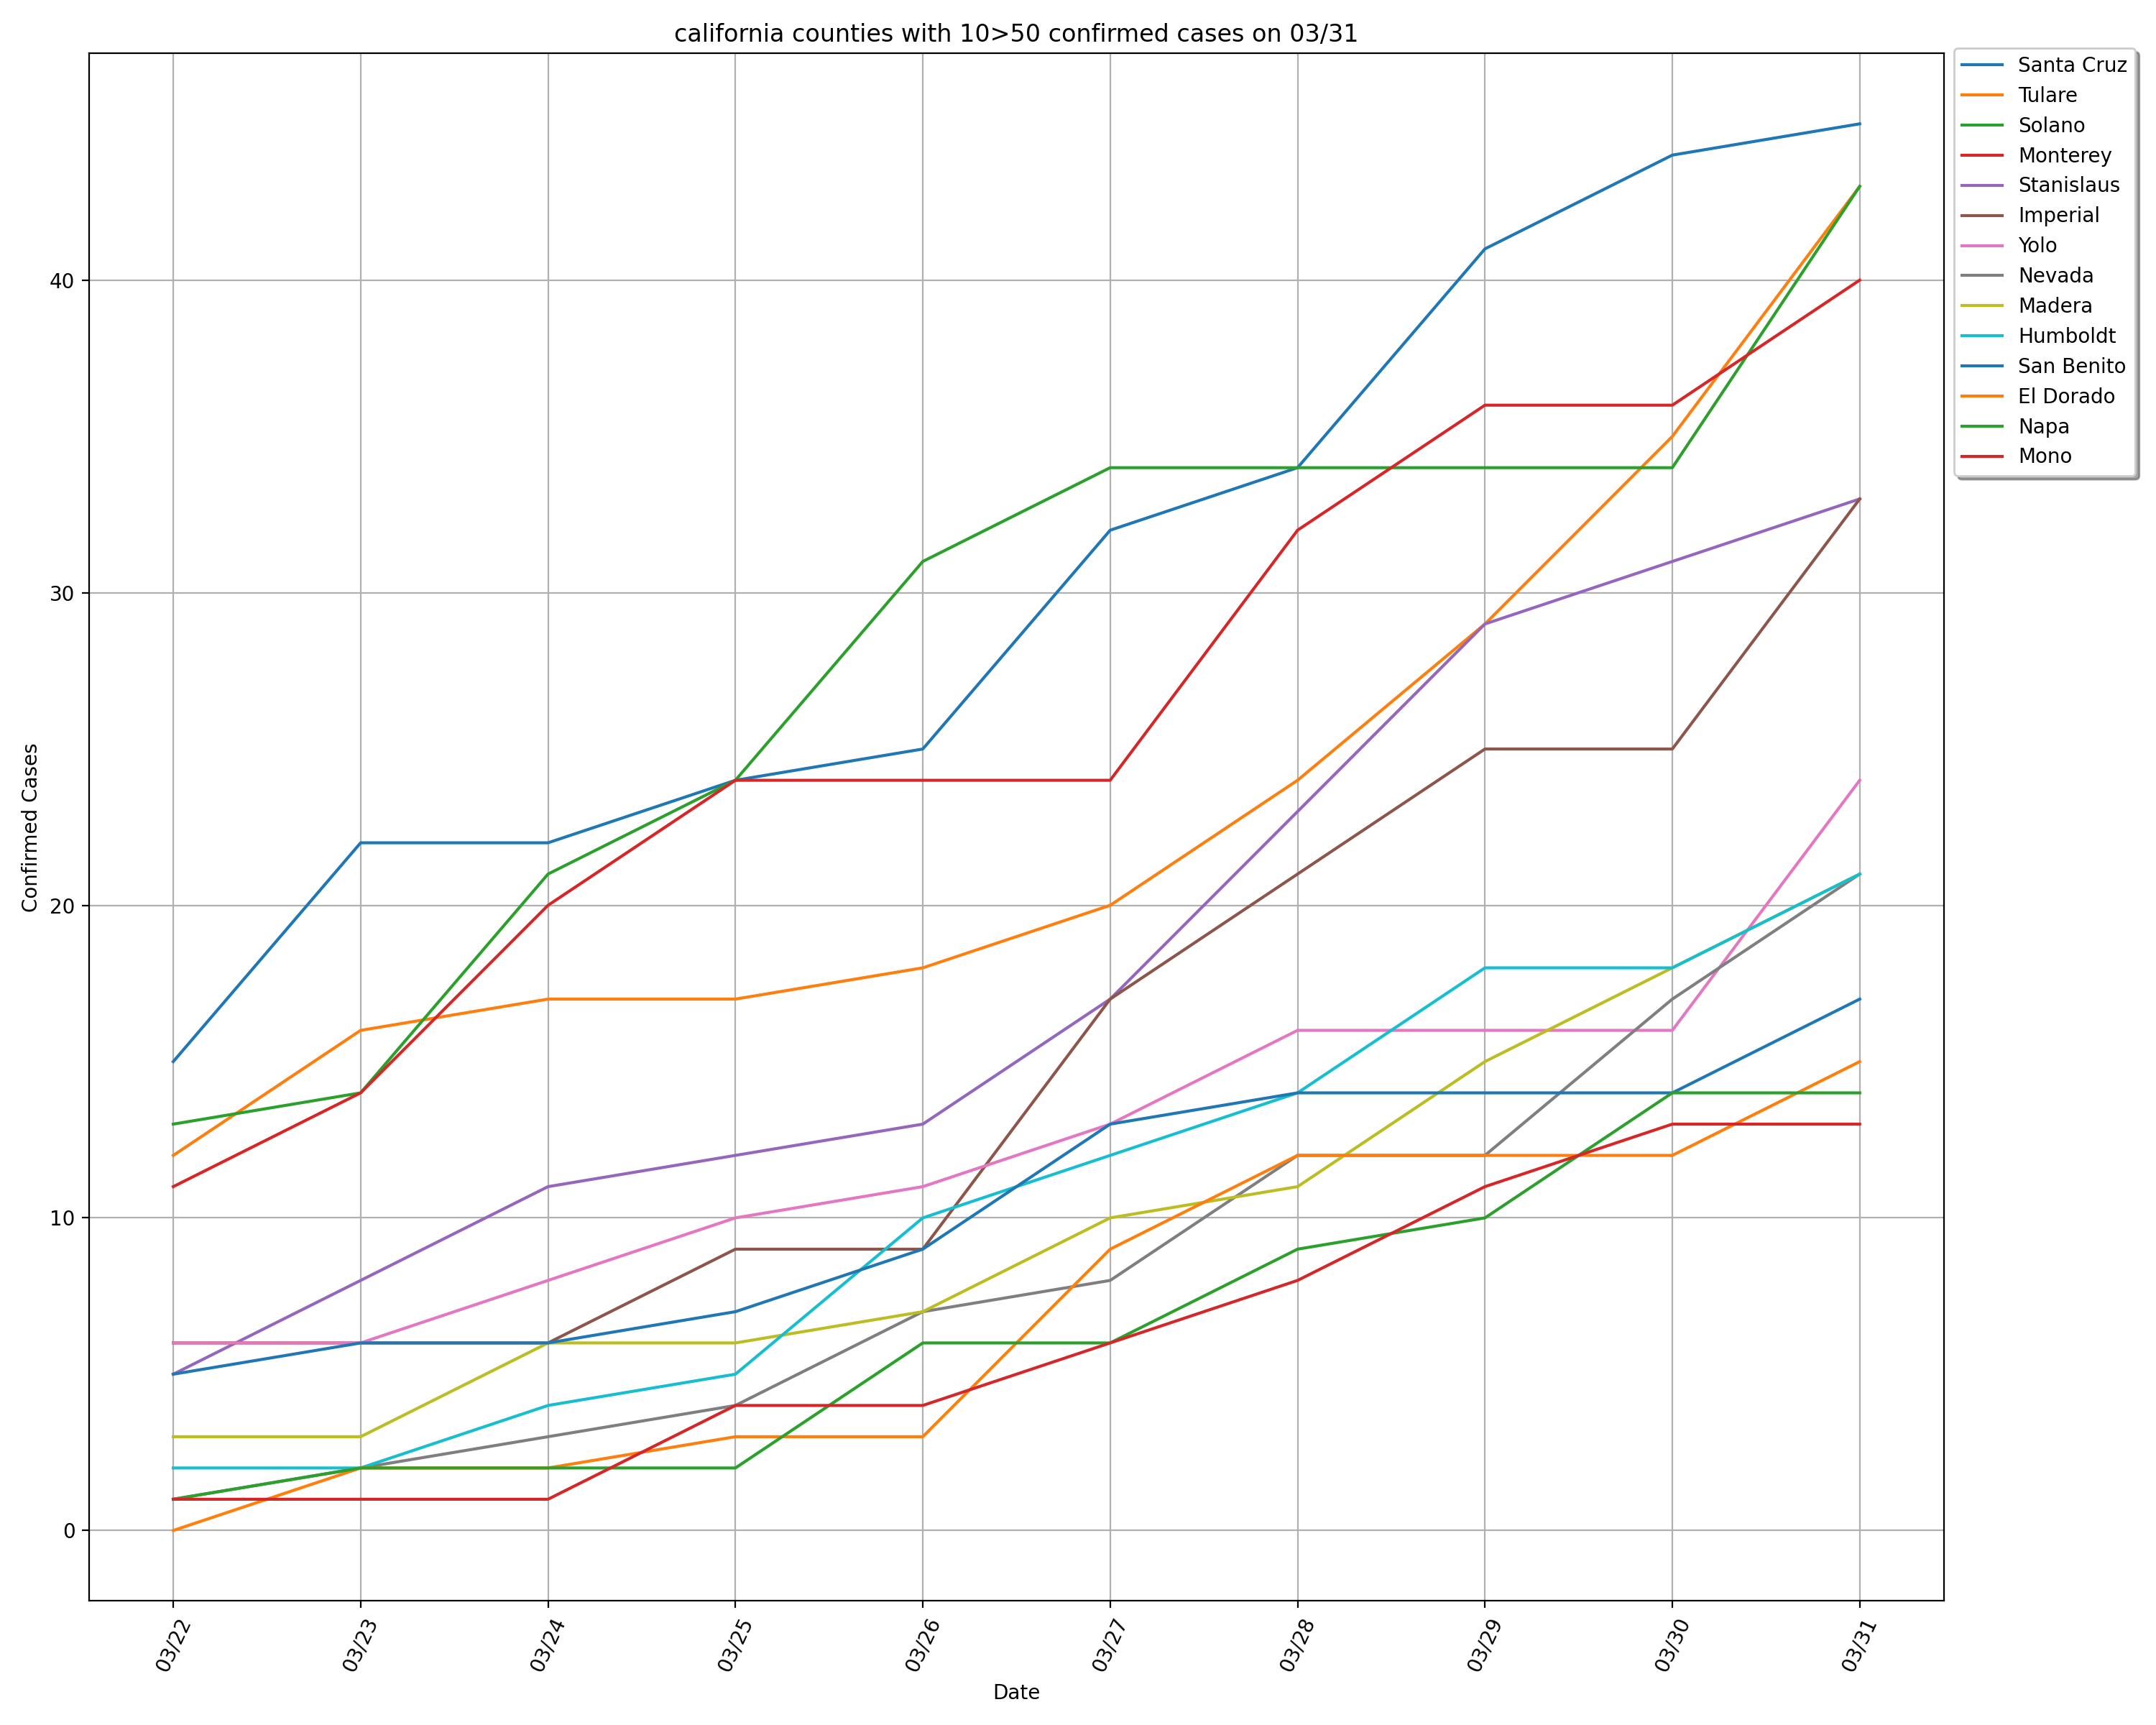 california counties with 10>50 confirmed cases on 03/31
Santa Cruz
Tulare
Solano
Monterey
Stanislaus
Imperial
Yolo
Nevada
Madera
Humboldt
San Benito
El Dorado
Napa
Mono
Confirmed Cases
40
30
20
10
0
03/22
03/23
03/24
03/25
03/26
03/27
03/28
03/29
03/30
03/31
Date